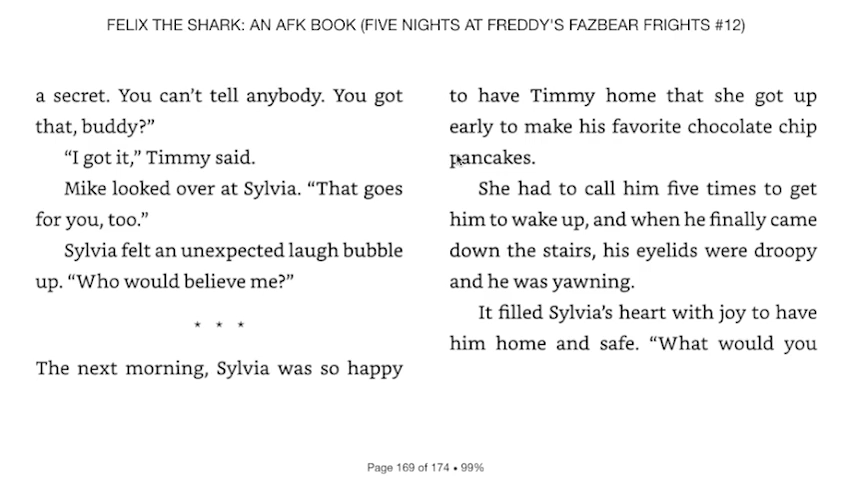 FELIX THE SHARK: AN AFK BOOK (FIVE NIGHTS AT FREDDY'S FAZBEAR FRIGHTS #12)
a secret. You can’t tell anybody. You got
that, buddy?”
“I got it,” Timmy said.
Mike looked over at Sylvia. “That goes
for you, too.”
Sylvia felt an unexpected laugh bubble
up. “Who would believe me?”
* * *
The next morning, Sylvia was so happy
to have Timmy home that she got up
early to make his favorite chocolate chip
pancakes.
She had to call him five times to get
him to wake up, and when he finally came
down the stairs, his eyelids were droopy
and he was yawning.
It filled Sylvia’s heart with joy to have
him home and safe. “What would you
Page 169 of 174 • 99%